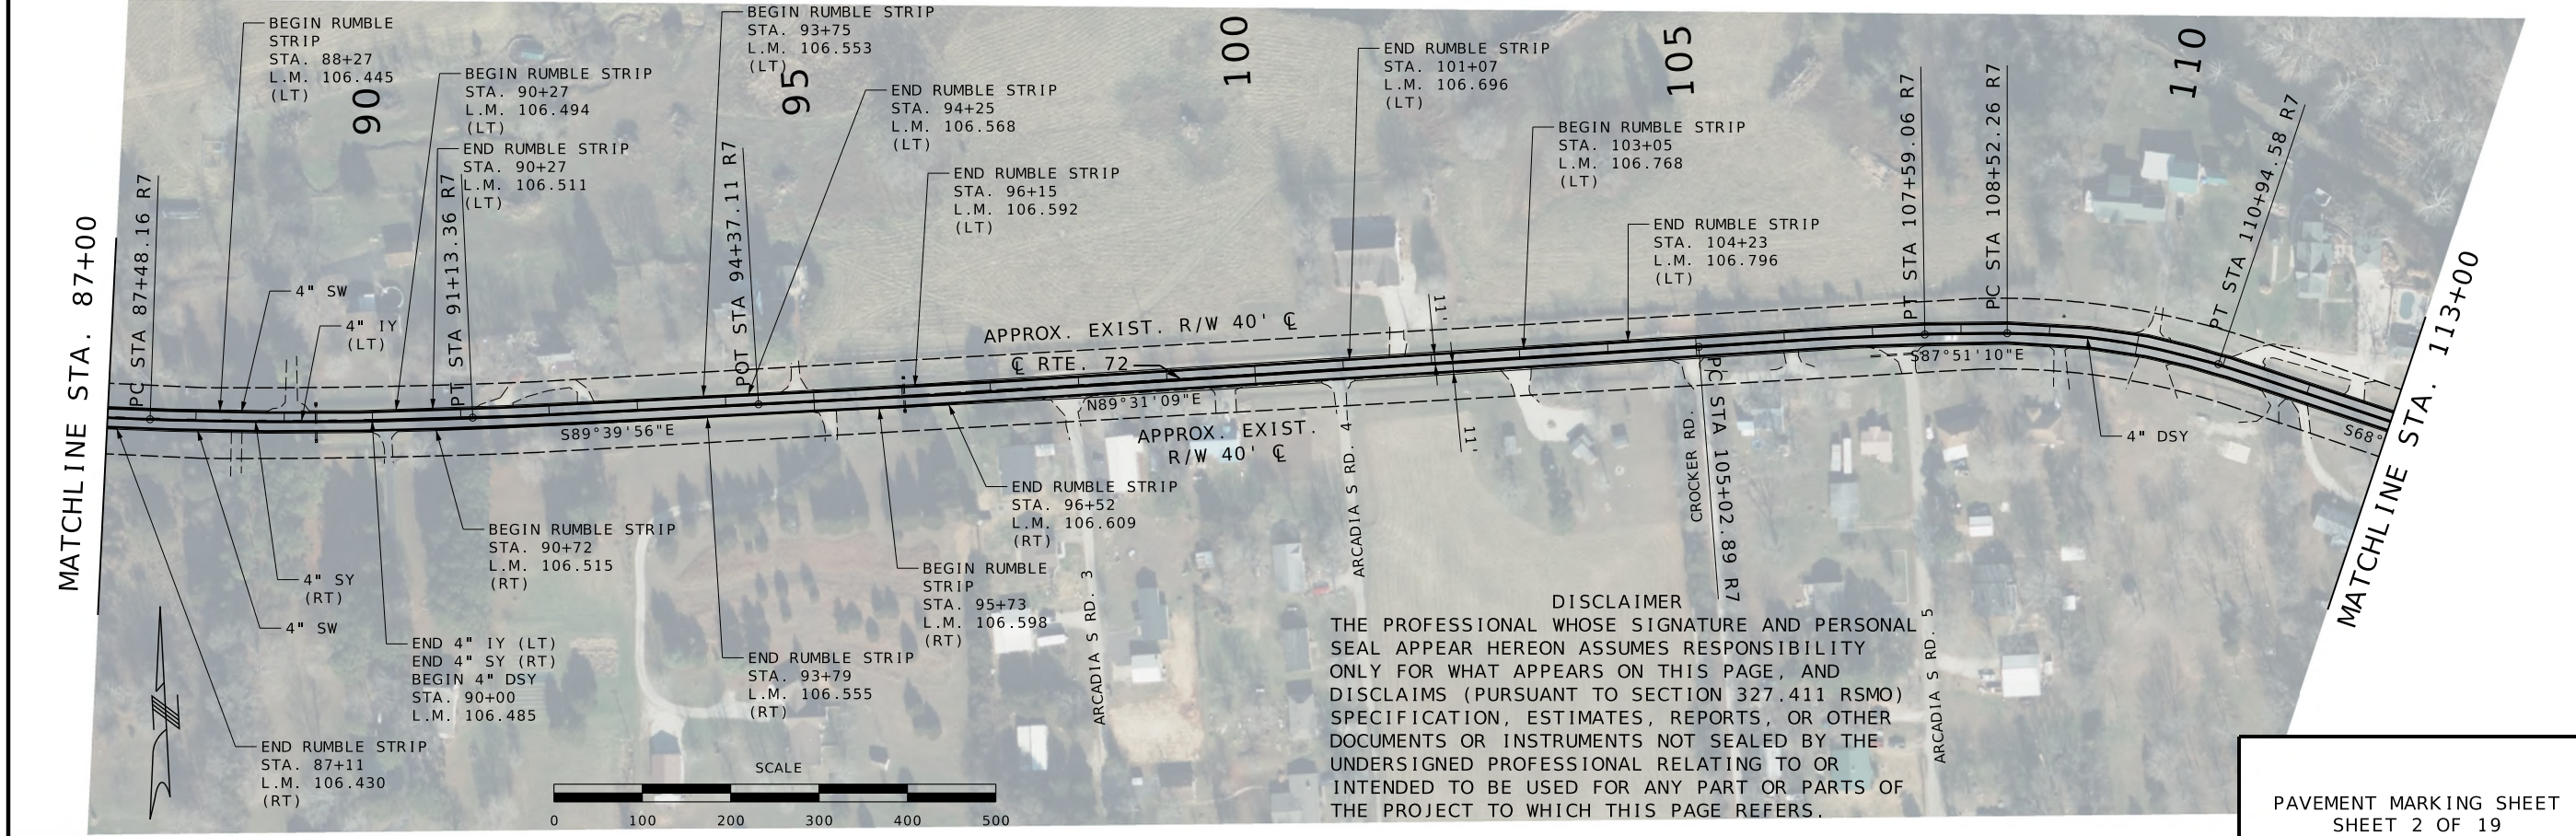 BEGIN RUMBLE
STRIP
STA. 88+27
L.M. 106.445
(LT)
90
BEGIN RUMBLE STRIP
STA. 90+27
L.M. 106.494
(LT)
END RUMBLE STRIP
STA. 90+27
L.M. 106.511
(LT)
BEGIN RUMBLE STRIP
STA. 93+75
L.M. 106.553
(LT)
95
END RUMBLE STRIP
STA. 94+25
L.M. 106.568
(LT)
END RUMBLE STRIP
STA. 96+15
L.M. 106.592
(LT)
100
END RUMBLE STRIP
STA. 101+07
L.M. 106.696
(LT)
BEGIN RUMBLE STRIP
STA. 103+05
L.M. 106.768
(LT)
105
END RUMBLE STRIP
STA. 104+23
L.M. 106.796
(LT)
110
MATCHLINE STA. 87+00
PC STA 87+48.16 R7
PT STA 91+13.36 R7
POT STA 94+37.11 R7
PT STA 107+59.06 R7
PC STA 108+52.26 R7
PT STA 110+94.58 R7
MATCHLINE STA. 113+00
4" SW
4" IY
(LT)
APPROX. EXIST. R/W 40' ℄
℄ RTE. 72
11'
11'
S89°39'56"E
N89°31'09"E
S87°51'10"E
S68°
APPROX. EXIST.
R/W 40' ℄
4" DSY
PC STA 105+02.89 R7
CROCKER RD.
ARCADIA S RD. 3
ARCADIA S RD. 4
ARCADIA S RD. 5
END RUMBLE STRIP
STA. 96+52
L.M. 106.609
(RT)
BEGIN RUMBLE STRIP
STA. 90+72
L.M. 106.515
(RT)
BEGIN RUMBLE
STRIP
STA. 95+73
L.M. 106.598
(RT)
4" SY
(RT)
4" SW
END 4" IY (LT)
END 4" SY (RT)
BEGIN 4" DSY
STA. 90+00
L.M. 106.485
END RUMBLE STRIP
STA. 93+79
L.M. 106.555
(RT)
END RUMBLE STRIP
STA. 87+11
L.M. 106.430
(RT)
SCALE
0 100 200 300 400 500
DISCLAIMER
THE PROFESSIONAL WHOSE SIGNATURE AND PERSONAL
SEAL APPEAR HEREON ASSUMES RESPONSIBILITY
ONLY FOR WHAT APPEARS ON THIS PAGE, AND
DISCLAIMS (PURSUANT TO SECTION 327.411 RSMO)
SPECIFICATION, ESTIMATES, REPORTS, OR OTHER
DOCUMENTS OR INSTRUMENTS NOT SEALED BY THE
UNDERSIGNED PROFESSIONAL RELATING TO OR
INTENDED TO BE USED FOR ANY PART OR PARTS OF
THE PROJECT TO WHICH THIS PAGE REFERS.
PAVEMENT MARKING SHEET
SHEET 2 OF 19